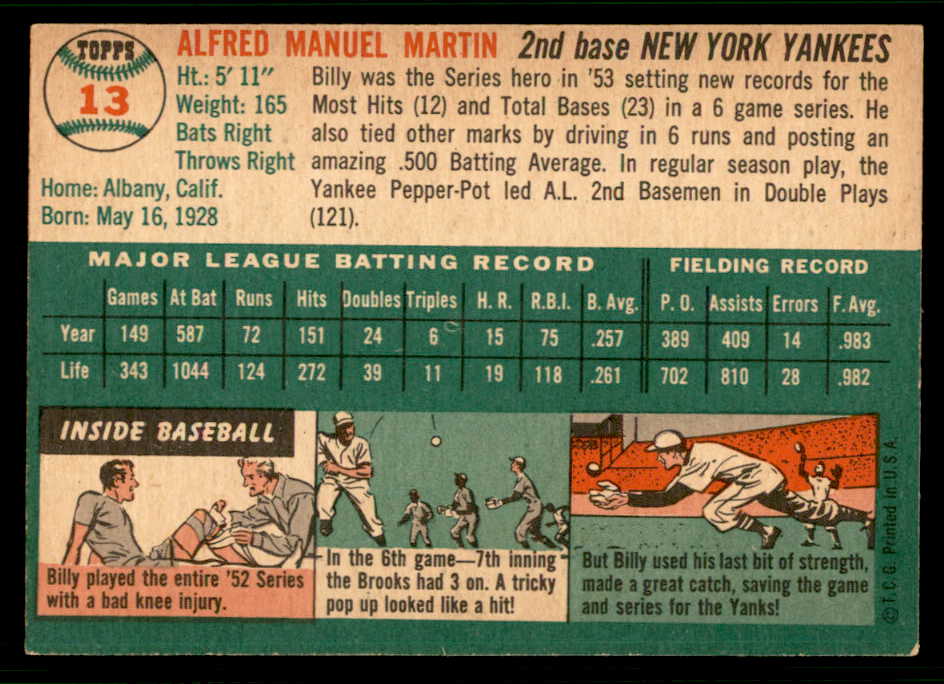 TOPPS
13
ALFRED MANUEL MARTIN 2nd base NEW YORK YANKEES
Ht.: 5' 11"
Weight: 165
Bats Right
Throws Right
Home: Albany, Calif.
Born: May 16, 1928
Billy was the Series hero in '53 setting new records for the
Most Hits (12) and Total Bases (23) in a 6 game series. He
also tied other marks by driving in 6 runs and posting an
amazing .500 Batting Average. In regular season play, the
Yankee Pepper-Pot led A.L. 2nd Basemen in Double Plays
(121).
MAJOR LEAGUE BATTING RECORD FIELDING RECORD
Games At Bat Runs Hits Doubles Triples H. R. R.B.I. B. Avg. P. O. Assists Errors F. Avg.
Year 149 587 72 151 24 6 15 75 .257 389 409 14 .983
Life 343 1044 124 272 39 11 19 118 .261 702 810 28 .982
INSIDE BASEBALL
Billy played the entire '52 Series
with a bad knee injury.
In the 6th game—7th inning
the Brooks had 3 on. A tricky
pop up looked like a hit!
But Billy used his last bit of strength,
made a great catch, saving the game
and series for the Yanks!
© T. C. G. Printed in U. S. A.